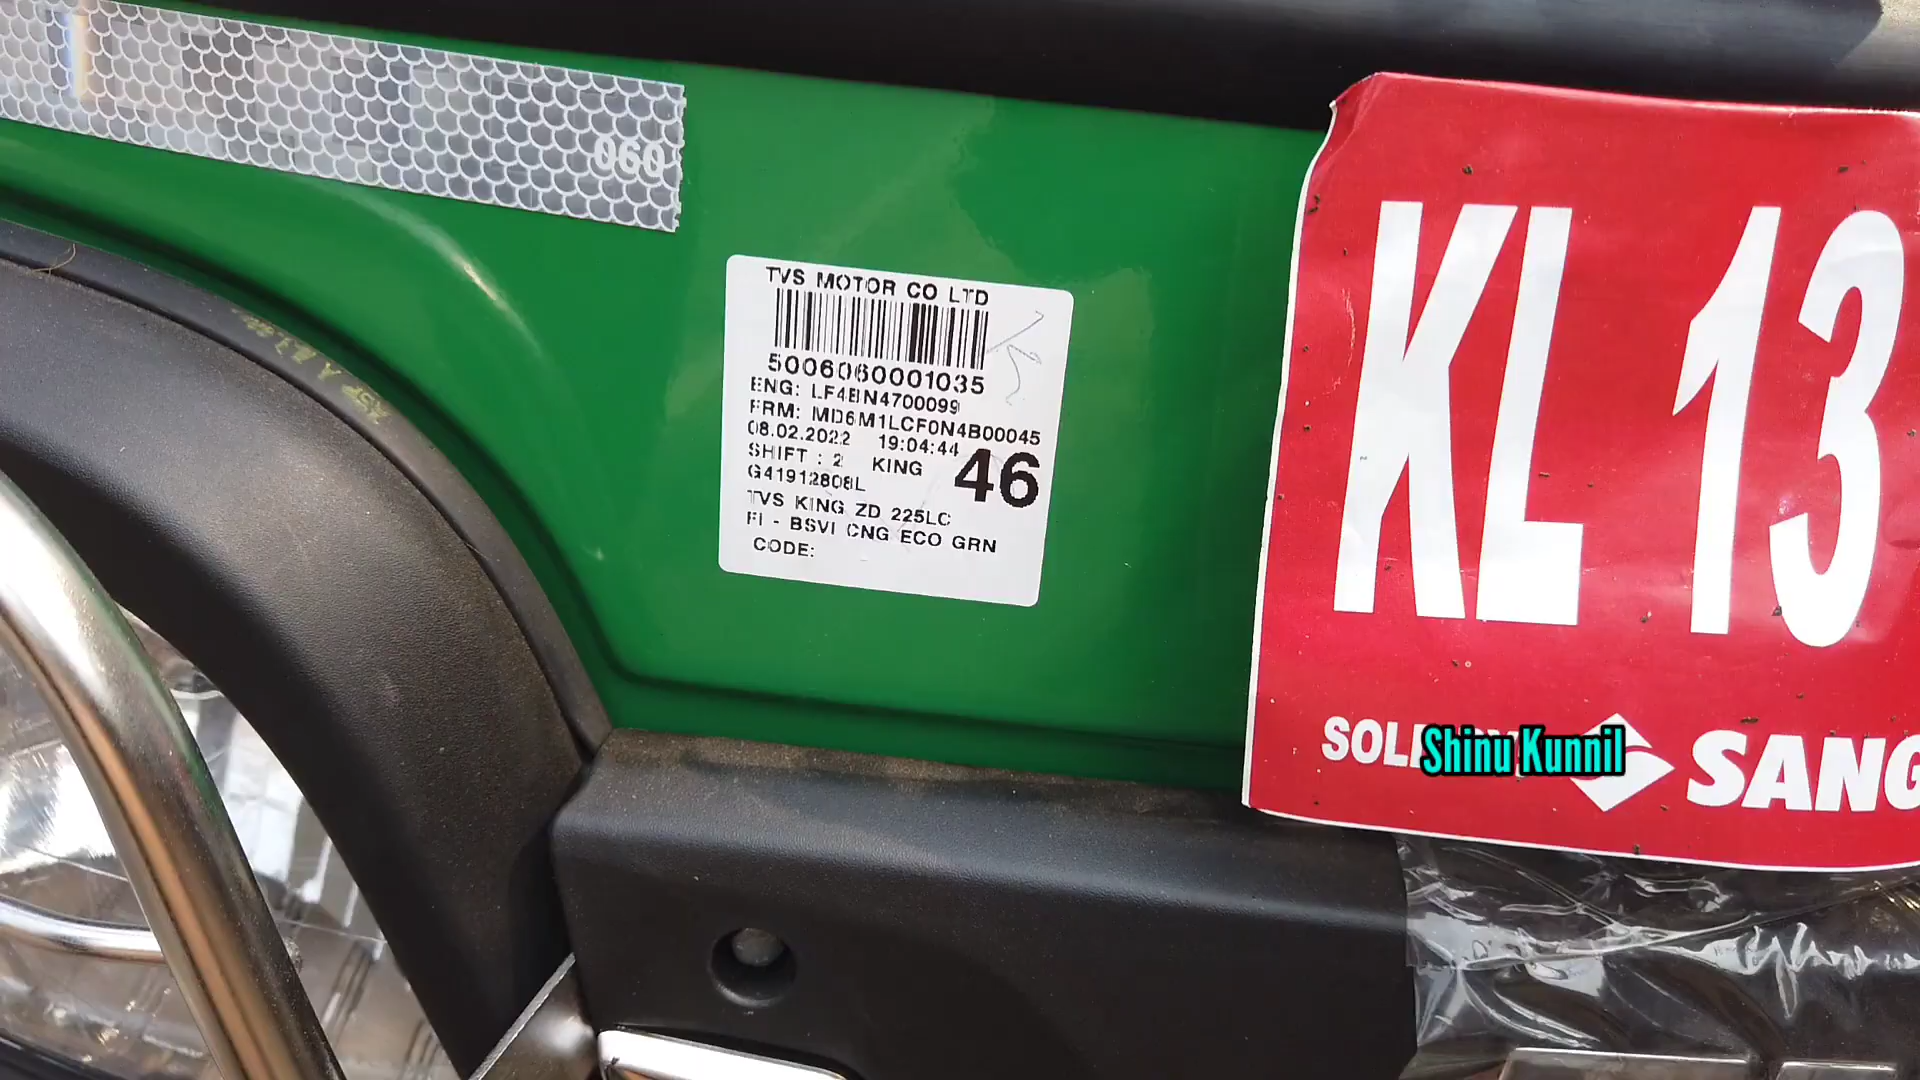 060
TVS MOTOR CO LTD
5006060001035
ENG: LF4BN4700099
FRM: MD6M1LCF0N4B00045
08.02.2022 19:04:44
SHIFT : 2 KING 46
G41912808L
TVS KING ZD 225LC
FI - BSVI CNG ECO GRN
CODE:
KL 13
SANG
Shinu Kunnil